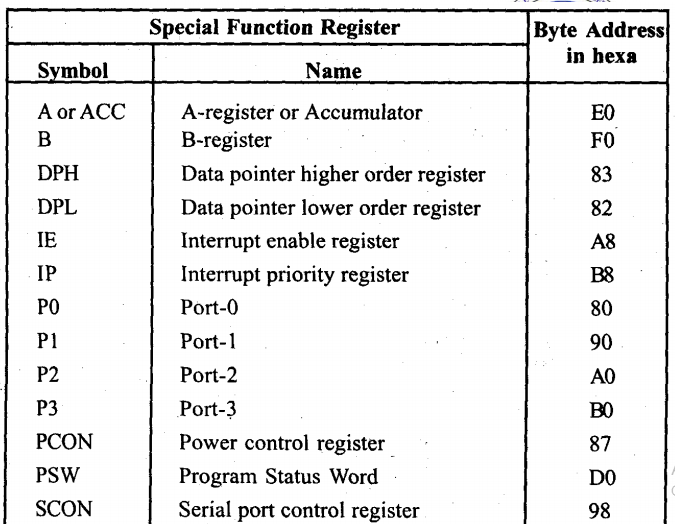 Special Function Register Byte Address
in hexa
Symbol Name
A or ACC A-register or Accumulator E0
B B-register F0
DPH Data pointer higher order register 83
DPL Data pointer lower order register 82
IE Interrupt enable register A8
IP Interrupt priority register B8
P0 Port-0 80
P1 Port-1 90
P2 Port-2 A0
P3 Port-3 B0
PCON Power control register 87
PSW Program Status Word D0
SCON Serial port control register 98